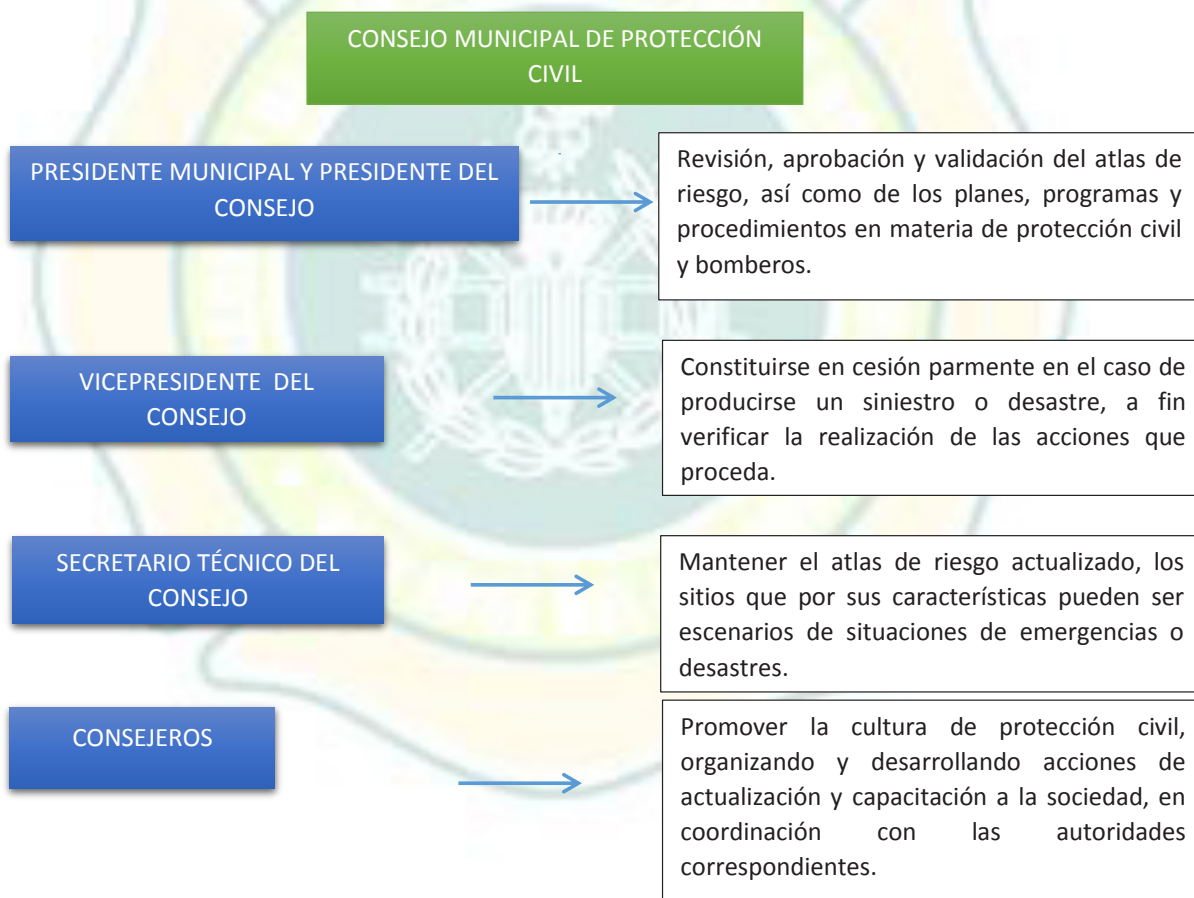 CONSEJO MUNICIPAL DE PROTECCIÓN
CIVIL
PRESIDENTE MUNICIPAL Y PRESIDENTE DEL
CONSEJO
Revisión, aprobación y validación del atlas de
riesgo, así como de los planes, programas y
procedimientos en materia de protección civil
y bomberos.
VICEPRESIDENTE DEL
CONSEJO
Constituirse en cesión parmente en el caso de
producirse un siniestro o desastre, a fin
verificar la realización de las acciones que
proceda.
SECRETARIO TÉCNICO DEL
CONSEJO
Mantener el atlas de riesgo actualizado, los
sitios que por sus características pueden ser
escenarios de situaciones de emergencias o
desastres.
CONSEJEROS
Promover la cultura de protección civil,
organizando y desarrollando acciones de
actualización y capacitación a la sociedad, en
coordinación con las autoridades
correspondientes.